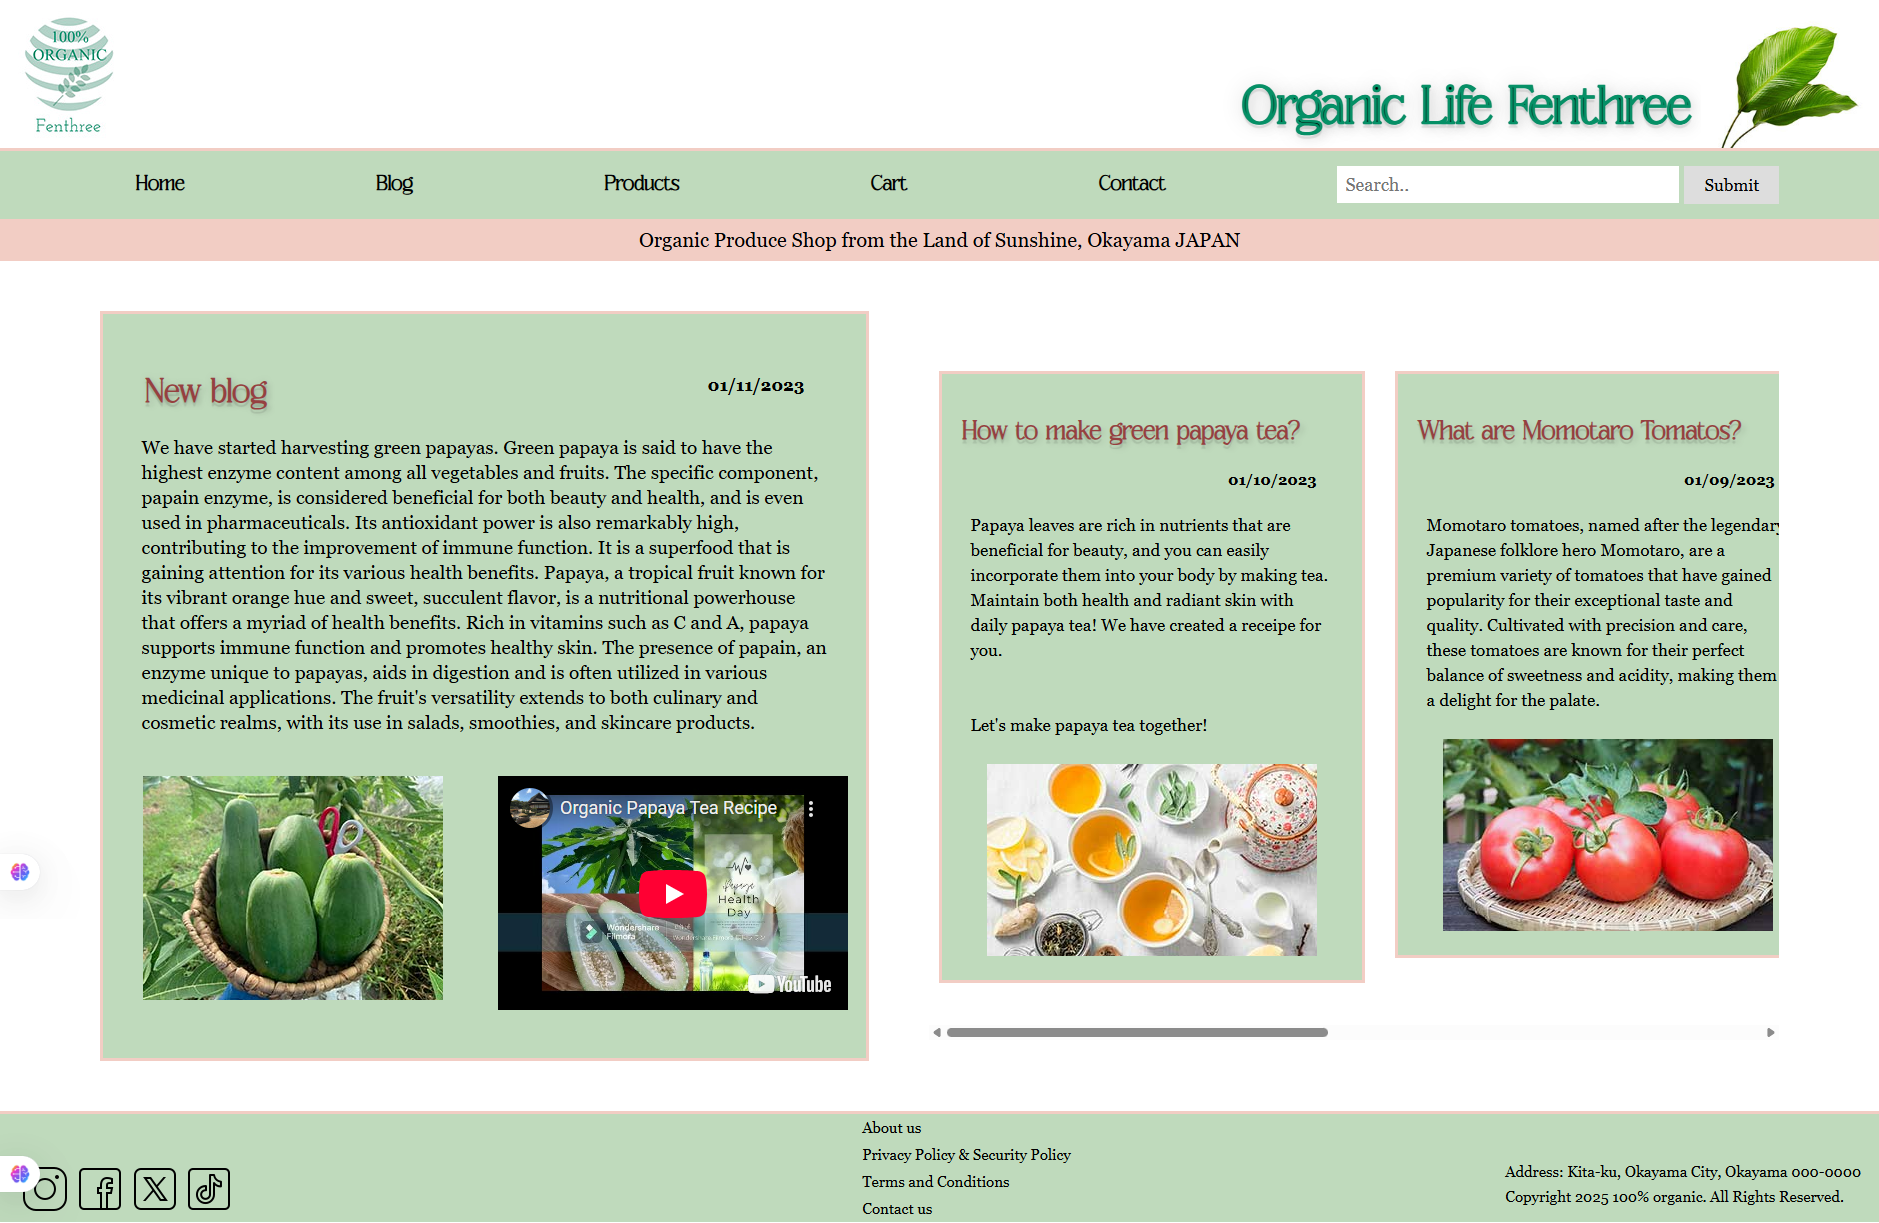 100%
ORGANIC
Fenthree
Organic Life Fenthree
Home
Blog
Products
Cart
Contact
Search..
Submit
Organic Produce Shop from the Land of Sunshine, Okayama JAPAN
New blog
01/11/2023
We have started harvesting green papayas. Green papaya is said to have the
highest enzyme content among all vegetables and fruits. The specific component,
papain enzyme, is considered beneficial for both beauty and health, and is even
used in pharmaceuticals. Its antioxidant power is also remarkably high,
contributing to the improvement of immune function. It is a superfood that is
gaining attention for its various health benefits. Papaya, a tropical fruit known for
its vibrant orange hue and sweet, succulent flavor, is a nutritional powerhouse
that offers a myriad of health benefits. Rich in vitamins such as C and A, papaya
supports immune function and promotes healthy skin. The presence of papain, an
enzyme unique to papayas, aids in digestion and is often utilized in various
medicinal applications. The fruit's versatility extends to both culinary and
cosmetic realms, with its use in salads, smoothies, and skincare products.
Organic Papaya Tea Recipe
Papaya
Health
Day
Wondershare
Filmora
YouTube
How to make green papaya tea?
01/10/2023
Papaya leaves are rich in nutrients that are
beneficial for beauty, and you can easily
incorporate them into your body by making tea.
Maintain both health and radiant skin with
daily papaya tea! We have created a receipe for
you.
Let's make papaya tea together!
What are Momotaro Tomatos?
01/09/2023
Momotaro tomatoes, named after the legendary
Japanese folklore hero Momotaro, are a
premium variety of tomatoes that have gained
popularity for their exceptional taste and
quality. Cultivated with precision and care,
these tomatoes are known for their perfect
balance of sweetness and acidity, making them
a delight for the palate.
About us
Privacy Policy & Security Policy
Terms and Conditions
Contact us
Address: Kita-ku, Okayama City, Okayama 000-0000
Copyright 2025 100% organic. All Rights Reserved.